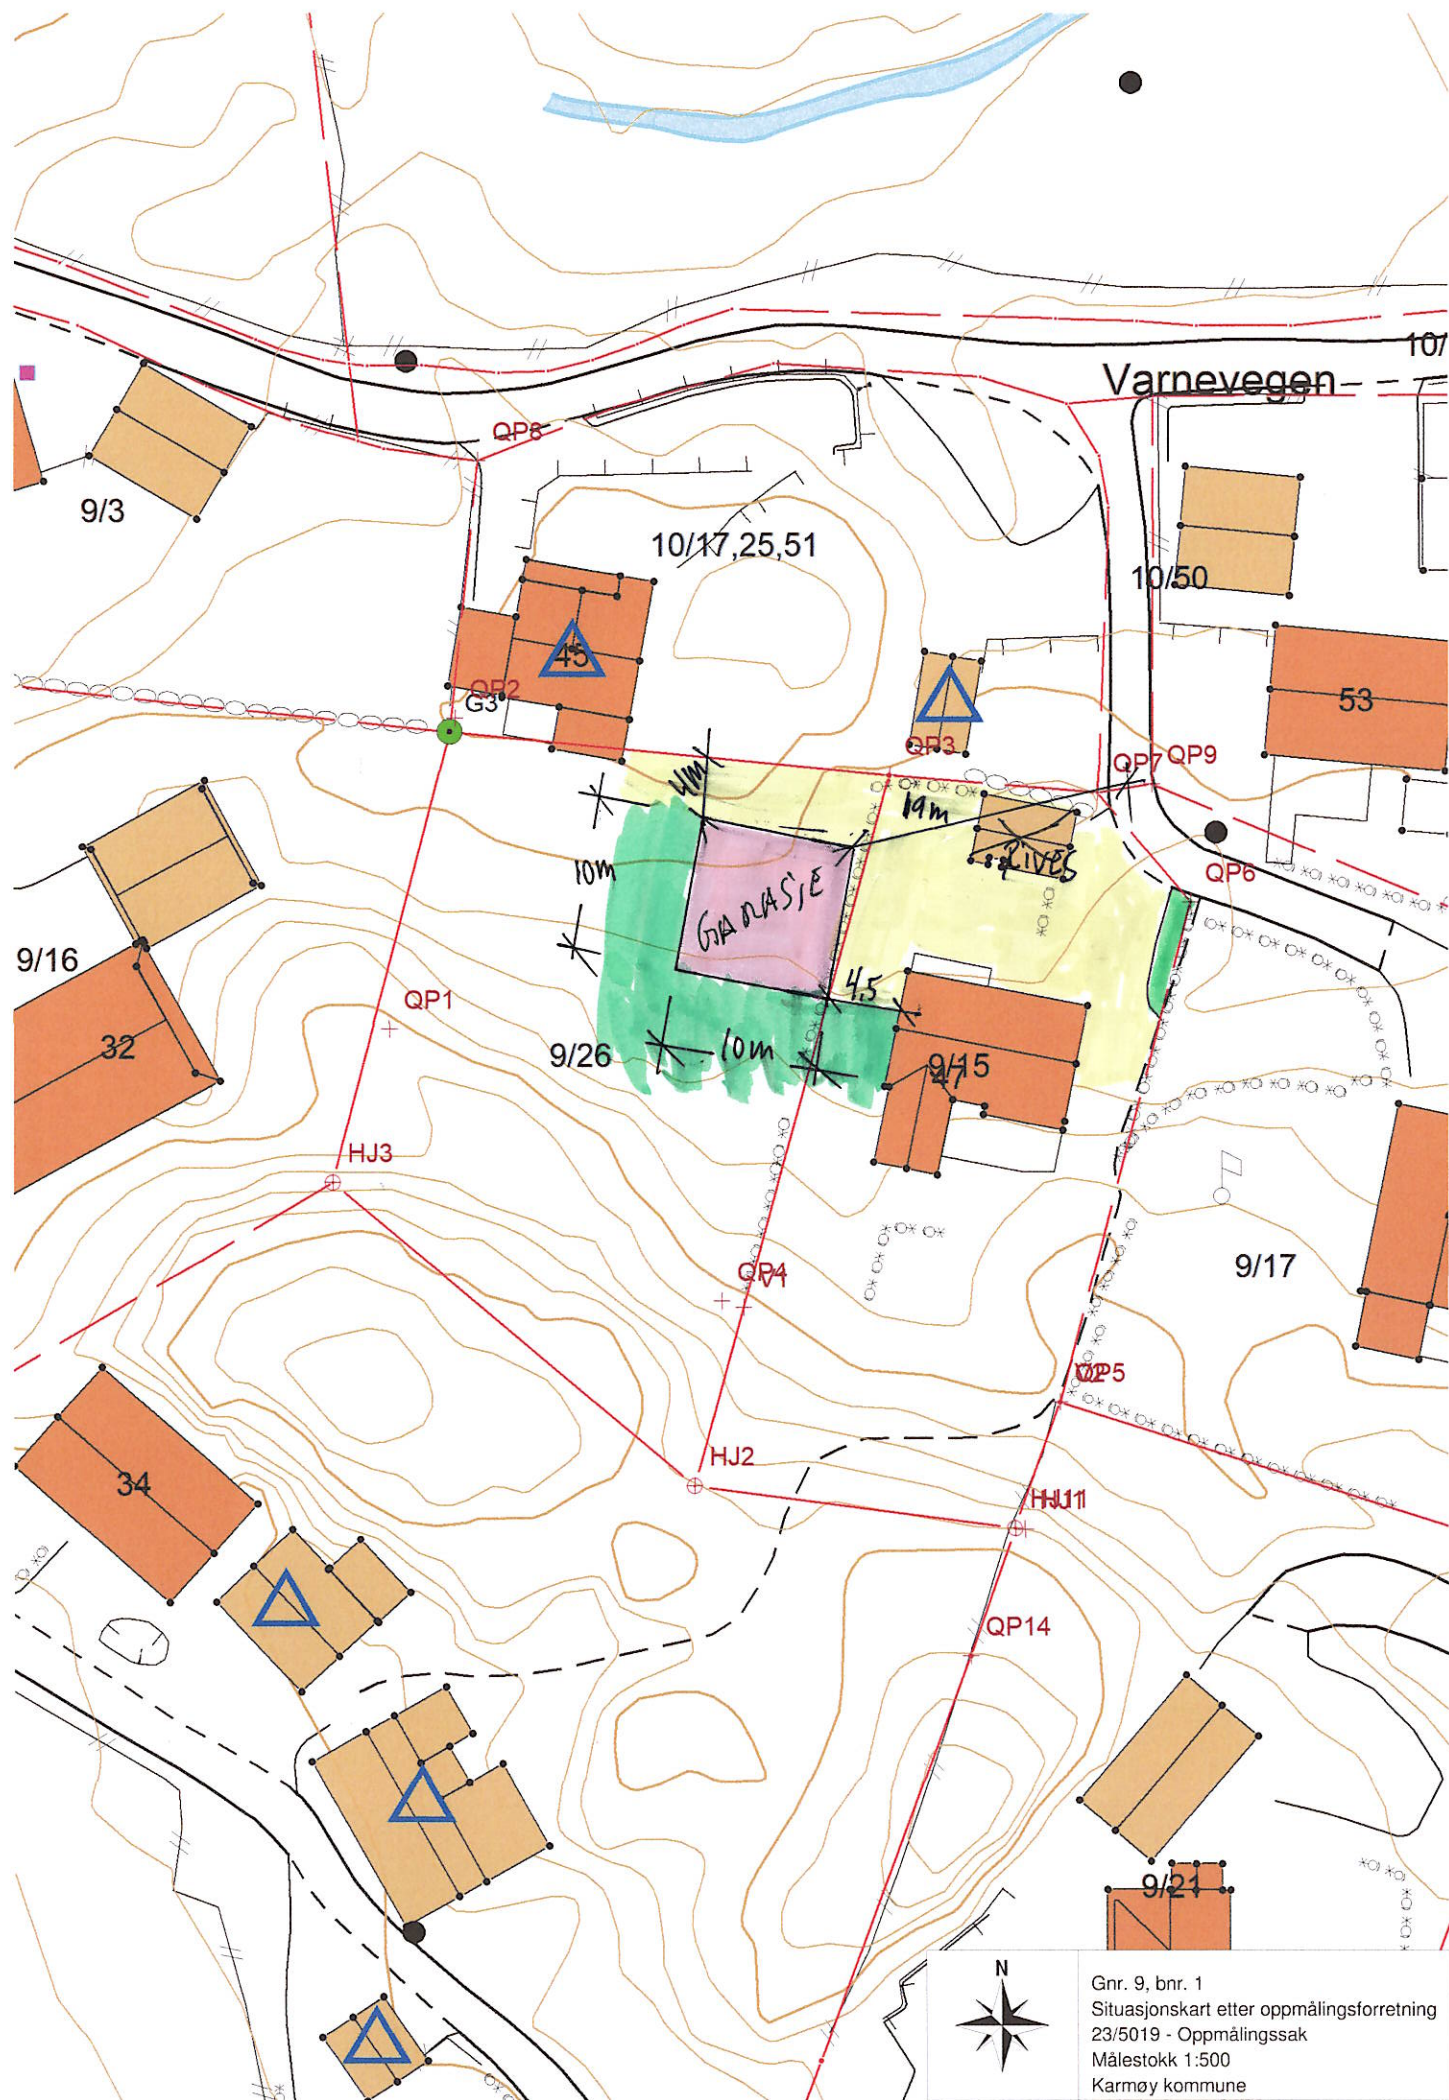 10/
Varnevegen
QP8
9/3
10/17,25,51
10/50
45
QP2
G3
53
QP3
QP7
QP9
4m
19m
RIVES
10m
GARASJE
QP6
9/16
QP1
4,5
32
9/26
10m
9/15
47
HJ3
QP4
V1
9/17
QP5
HJ2
34
HJ1
QP14
9/21
N
Gnr. 9, bnr. 1
Situasjonskart etter oppmålingsforretning
23/5019 - Oppmålingssak
Målestokk 1:500
Karmøy kommune